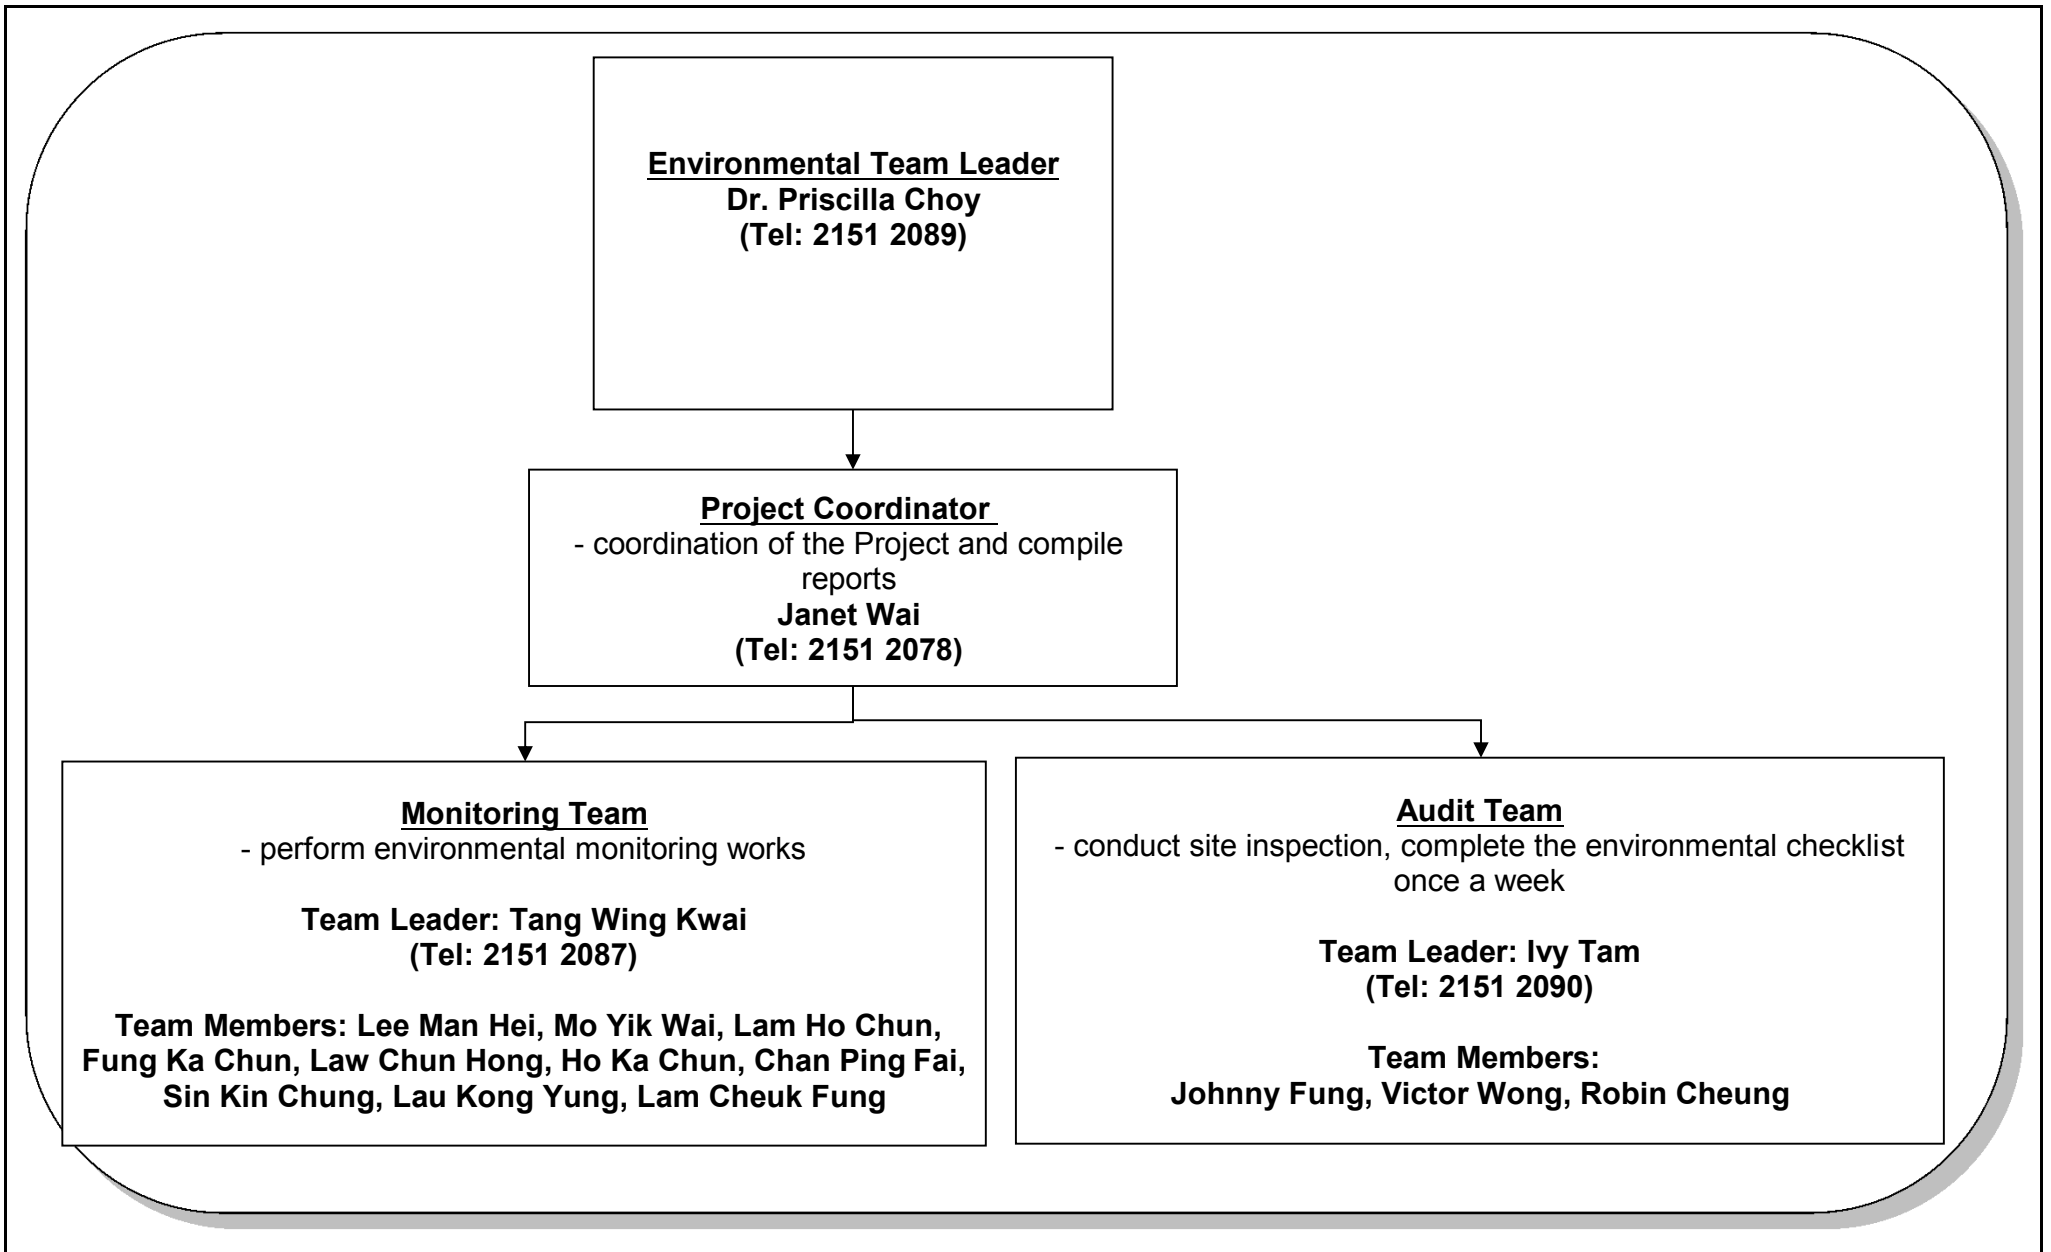 Environmental Team Leader
Dr. Priscilla Choy
(Tel: 2151 2089)
Project Coordinator
- coordination of the Project and compile
reports
Janet Wai
(Tel: 2151 2078)
Monitoring Team
- perform environmental monitoring works
Team Leader: Tang Wing Kwai
(Tel: 2151 2087)
Team Members: Lee Man Hei, Mo Yik Wai, Lam Ho Chun,
Fung Ka Chun, Law Chun Hong, Ho Ka Chun, Chan Ping Fai,
Sin Kin Chung, Lau Kong Yung, Lam Cheuk Fung
Audit Team
- conduct site inspection, complete the environmental checklist
once a week
Team Leader: Ivy Tam
(Tel: 2151 2090)
Team Members:
Johnny Fung, Victor Wong, Robin Cheung